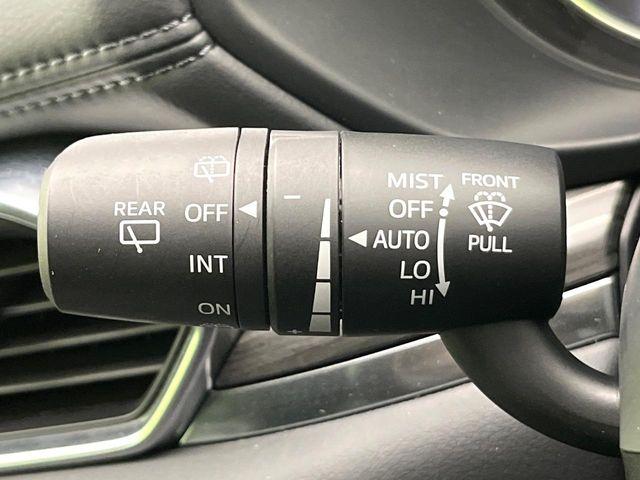 REAR
OFF
INT
ON
−
+
MIST
OFF
AUTO
LO
HI
FRONT
PULL